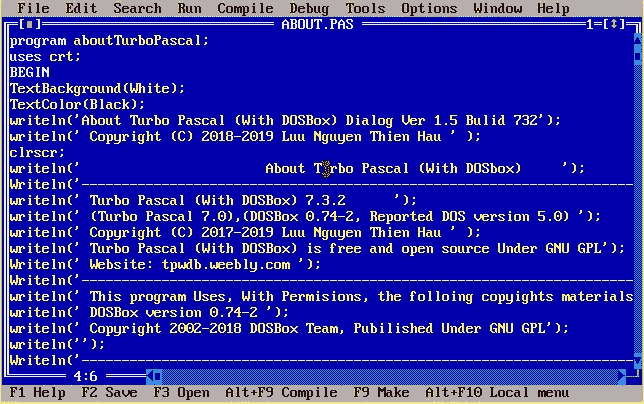 File Edit Search Run Compile Debug Tools Options Window Help
[■] ABOUT.PAS 1=[↕]
program aboutTurboPascal;
uses crt;
BEGIN
TextBackground(White);
TextColor(Black);
writeln('About Turbo Pascal (With DOSBox) Dialog Ver 1.5 Bulid 732');
writeln(' Copyright (C) 2018-2019 Luu Nguyen Thien Hau ' );
clrscr;
writeln(' About Turbo Pascal (With DOSbox) ');
Writeln('---------------------------------------------------------------------
writeln(' Turbo Pascal (With DOSBox) 7.3.2 ');
writeln(' (Turbo Pascal 7.0),(DOSBox 0.74-2, Reported DOS version 5.0) ');
writeln(' Copyright (C) 2017-2019 Luu Nguyen Thien Hau ' );
writeln(' Turbo Pascal (With DOSBox) is free and open source Under GNU GPL');
Writeln(' Website: tpwdb.weebly.com ');
Writeln('---------------------------------------------------------------------
Writeln(' This program Uses, With Permisions, the folloing copyights materials
Writeln(' DOSBox version 0.74-2 ');
Writeln(' Copyright 2002-2018 DOSBox Team, Pubilished Under GNU GPL');
Writeln('');
Writeln('---------------------------------------------------------------------
4:6
F1 Help F2 Save F3 Open Alt+F9 Compile F9 Make Alt+F10 Local menu